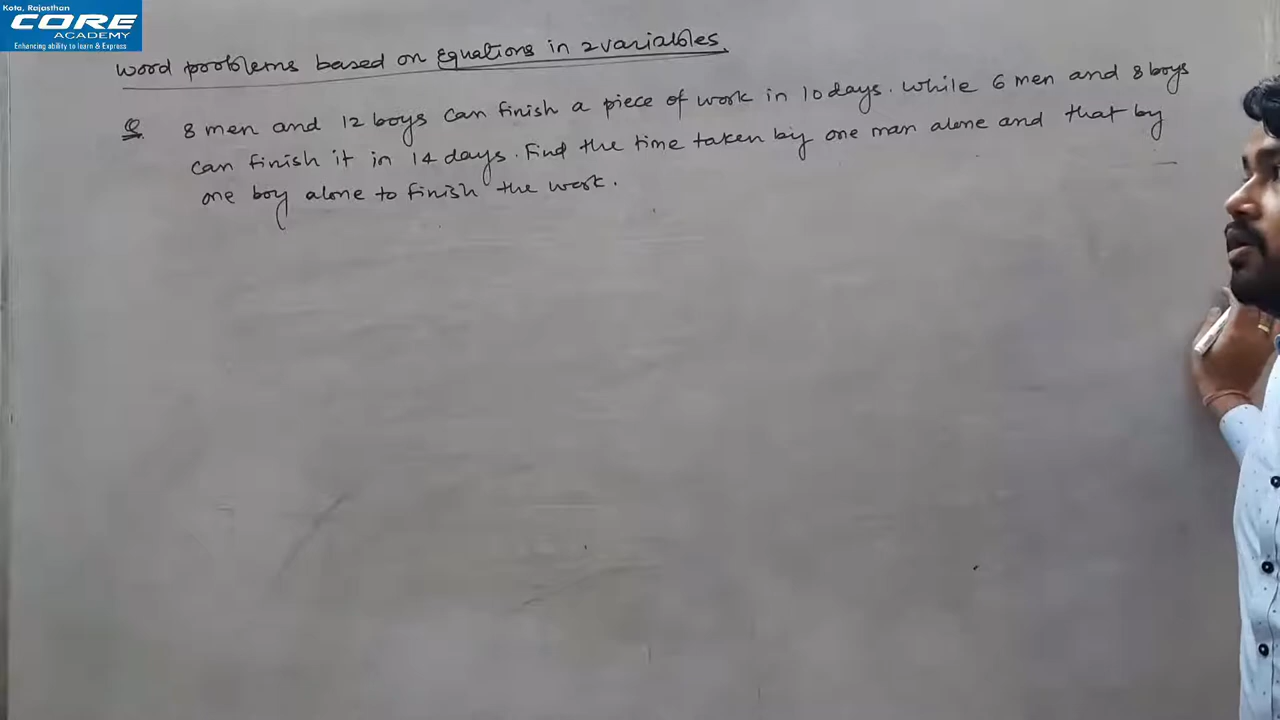 Kota, Rajasthan
CORE
ACADEMY
Enhancing ability to learn & Express
Word problems based on Equations in 2 variables.
Q. 8 men and 12 boys can finish a piece of work in 10 days. While 6 men and 8 boys
can finish it in 14 days. Find the time taken by one man alone and that by
one boy alone to finish the work.